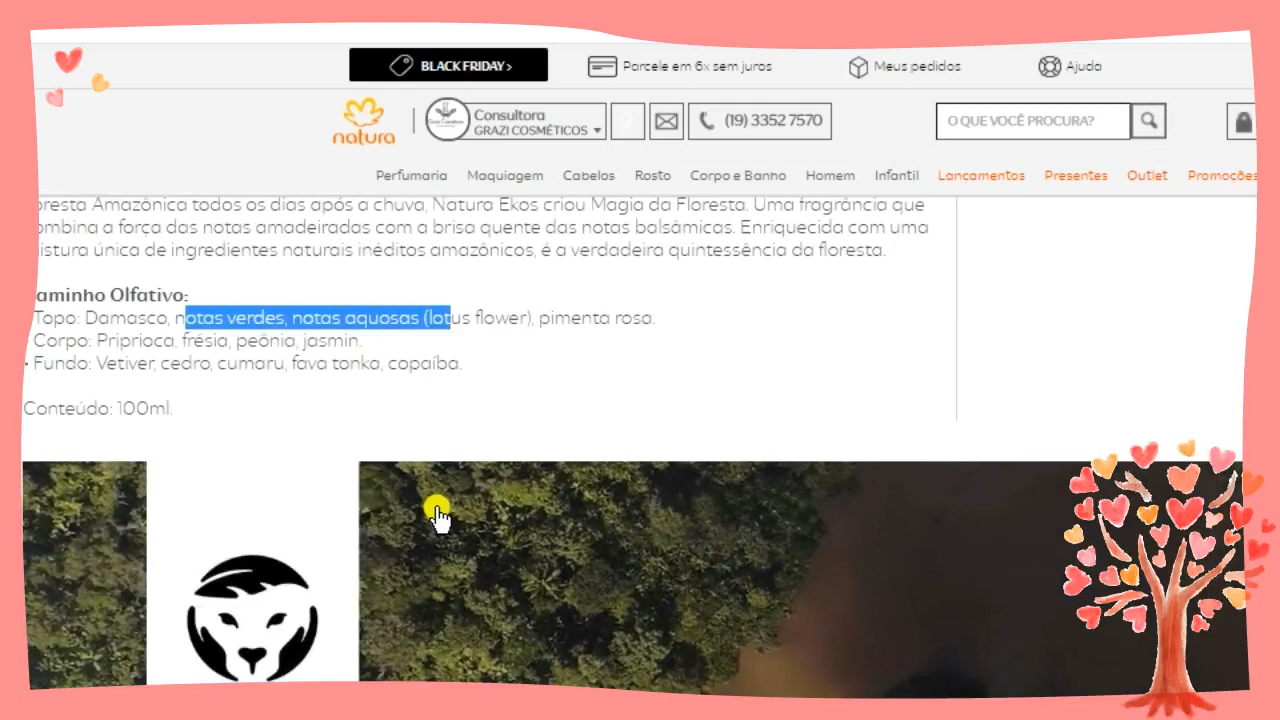 BLACK FRIDAY >
Parcele em 6x sem juros
Meus pedidos
Ajuda
natura
Consultora
GRAZI COSMÉTICOS
(19) 3352 7570
O QUE VOCÊ PROCURA?
Perfumaria Maquiagem Cabelos Rosto Corpo e Banho Homem Infantil Lançamentos Presentes Outlet Promoções
oresta Amazônica todos os dias após a chuva, Natura Ekos criou Magia da Floresta. Uma fragrância que
ombina a força das notas amadeiradas com a brisa quente das notas balsâmicas. Enriquecida com uma
istura única de ingredientes naturais inéditos amazônicos, é a verdadeira quintessência da floresta.
aminho Olfativo:
Topo: Damasco, notas verdes, notas aquosas (lotus flower), pimenta rosa.
Corpo: Priprioca, frésia, peônia, jasmin.
• Fundo: Vetiver, cedro, cumaru, fava tonka, copaíba.
Conteúdo: 100ml.